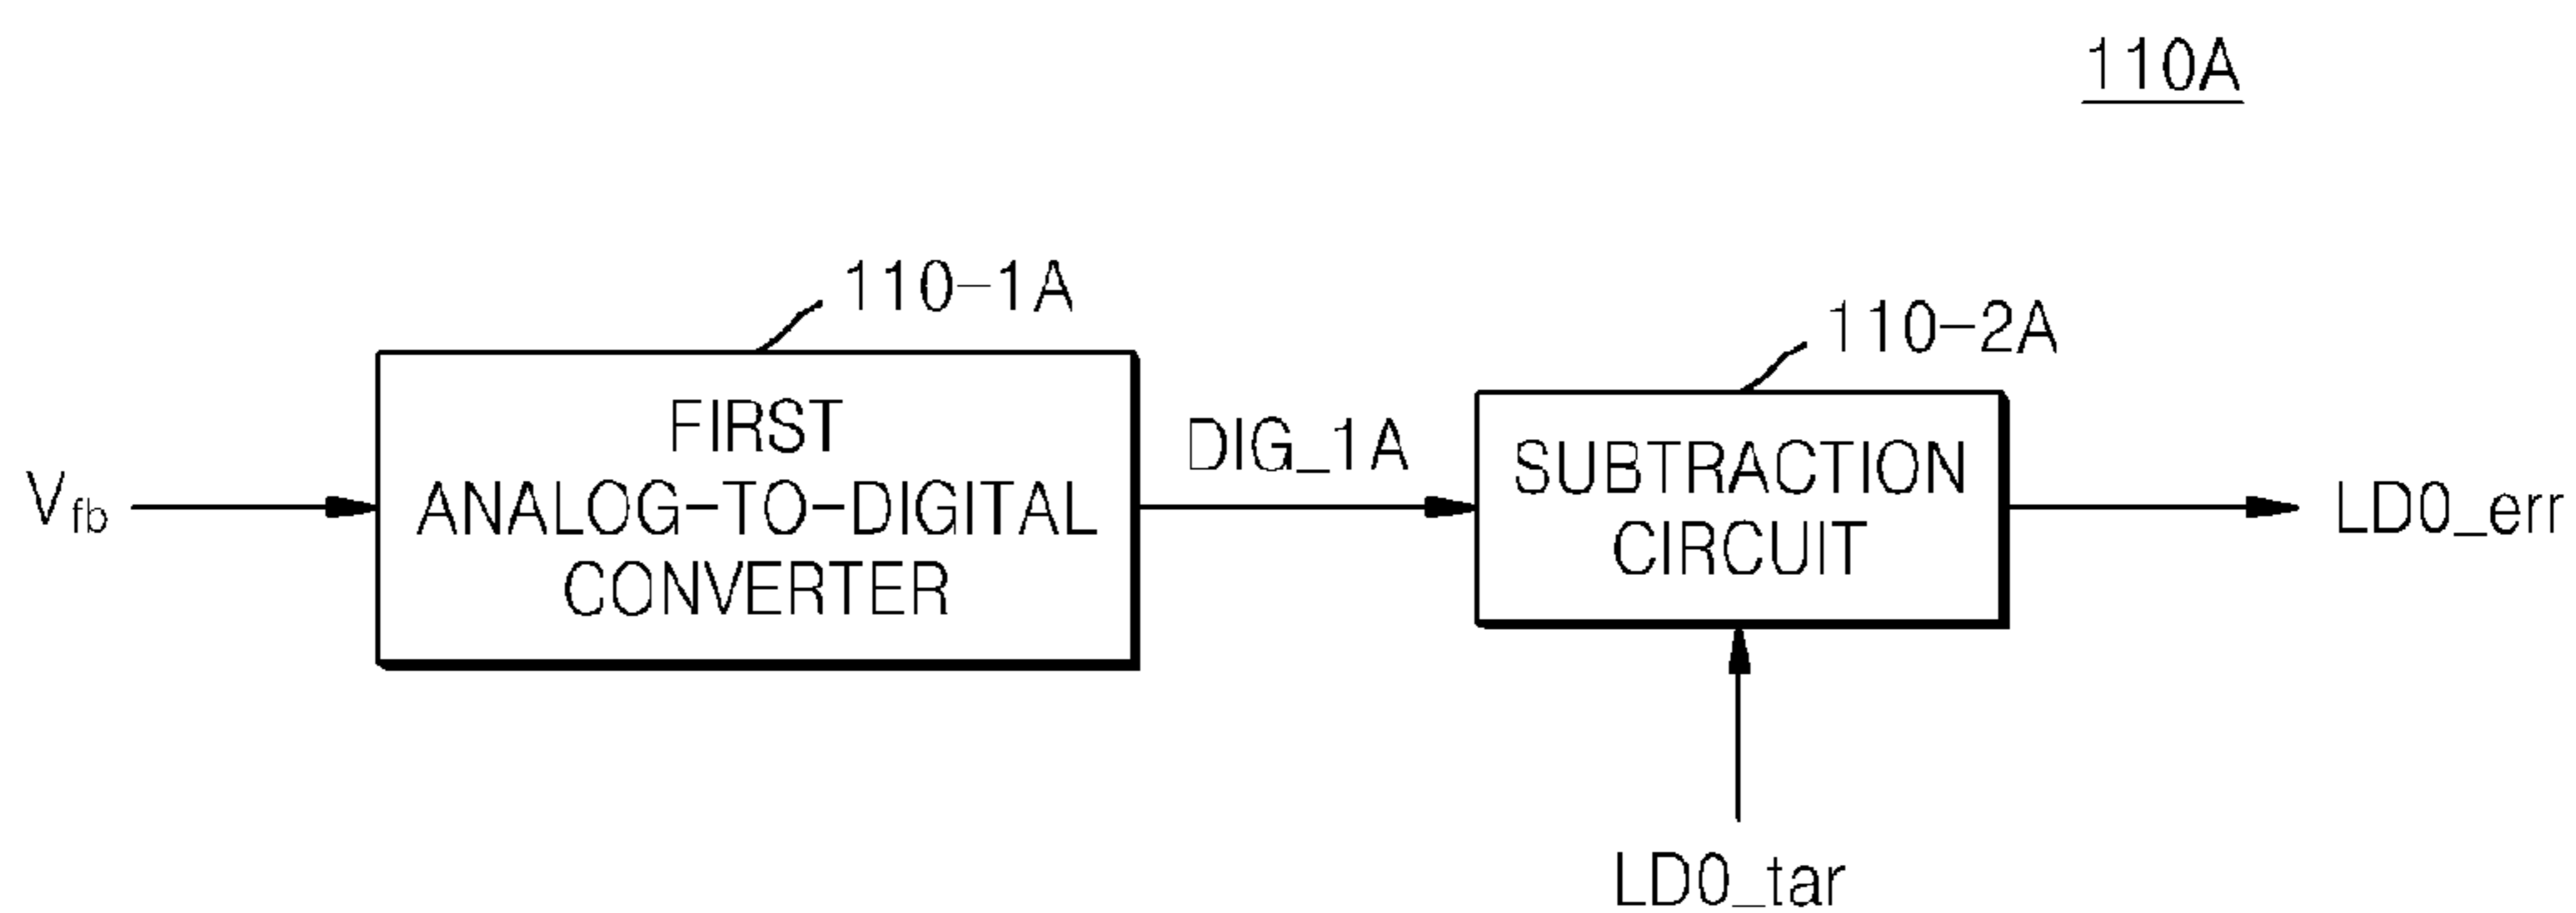 110A
110-1A
110-2A
FIRST
ANALOG-TO-DIGITAL
CONVERTER
DIG_1A
SUBTRACTION
CIRCUIT
Vfb
LD0_err
LD0_tar